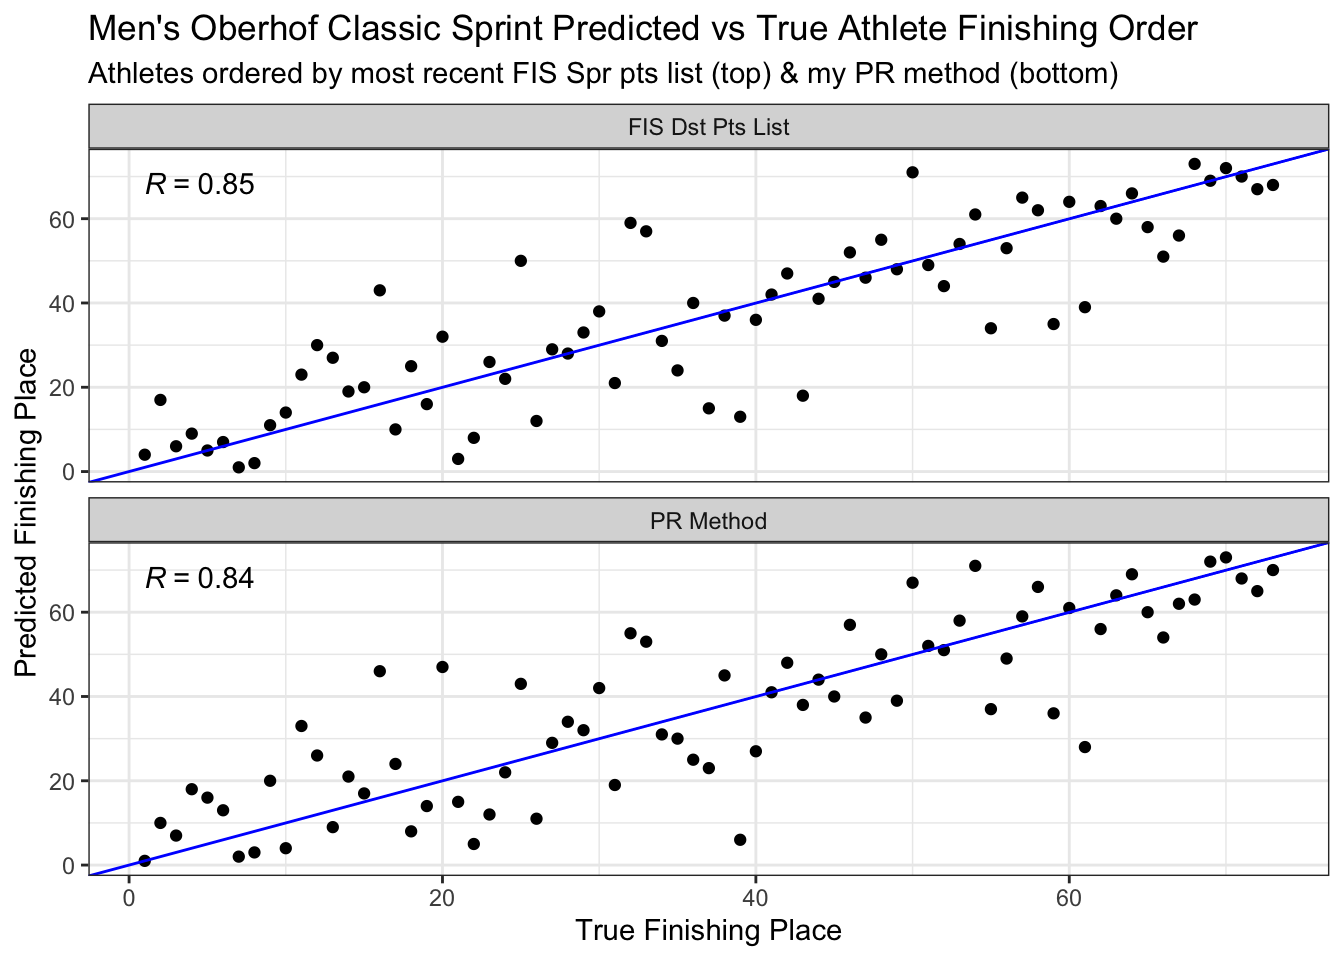 Men's Oberhof Classic Sprint Predicted vs True Athlete Finishing Order
Athletes ordered by most recent FIS Spr pts list (top) & my PR method (bottom)
FIS Dst Pts List
R = 0.85
60
40
20
0
Predicted Finishing Place
PR Method
R = 0.84
60
40
20
0
0 20 40 60
True Finishing Place